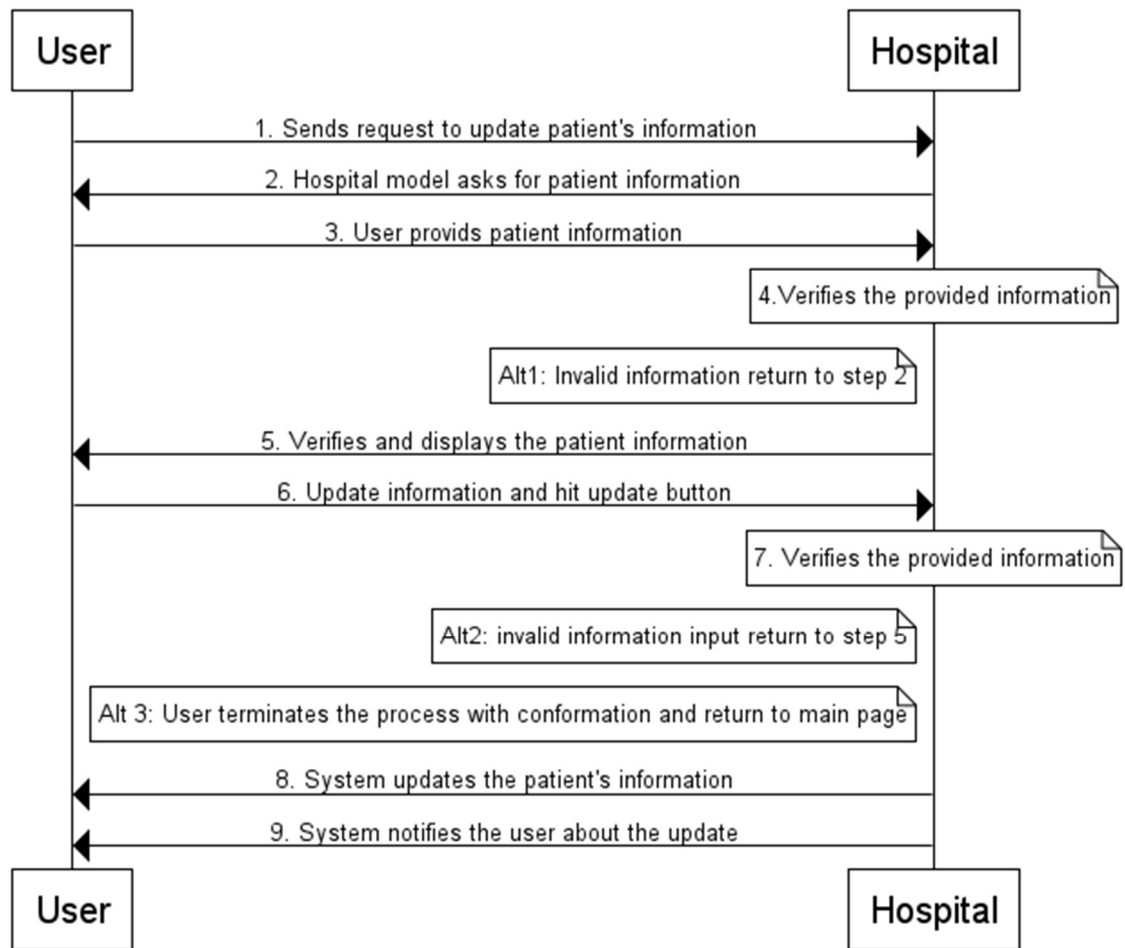 User
Hospital
1. Sends request to update patient's information
2. Hospital model asks for patient information
3. User provids patient information
4.Verifies the provided information
Alt1: Invalid information return to step 2
5. Verifies and displays the patient information
6. Update information and hit update button
7. Verifies the provided information
Alt2: invalid information input return to step 5
Alt 3: User terminates the process with conformation and return to main page
8. System updates the patient's information
9. System notifies the user about the update
User
Hospital